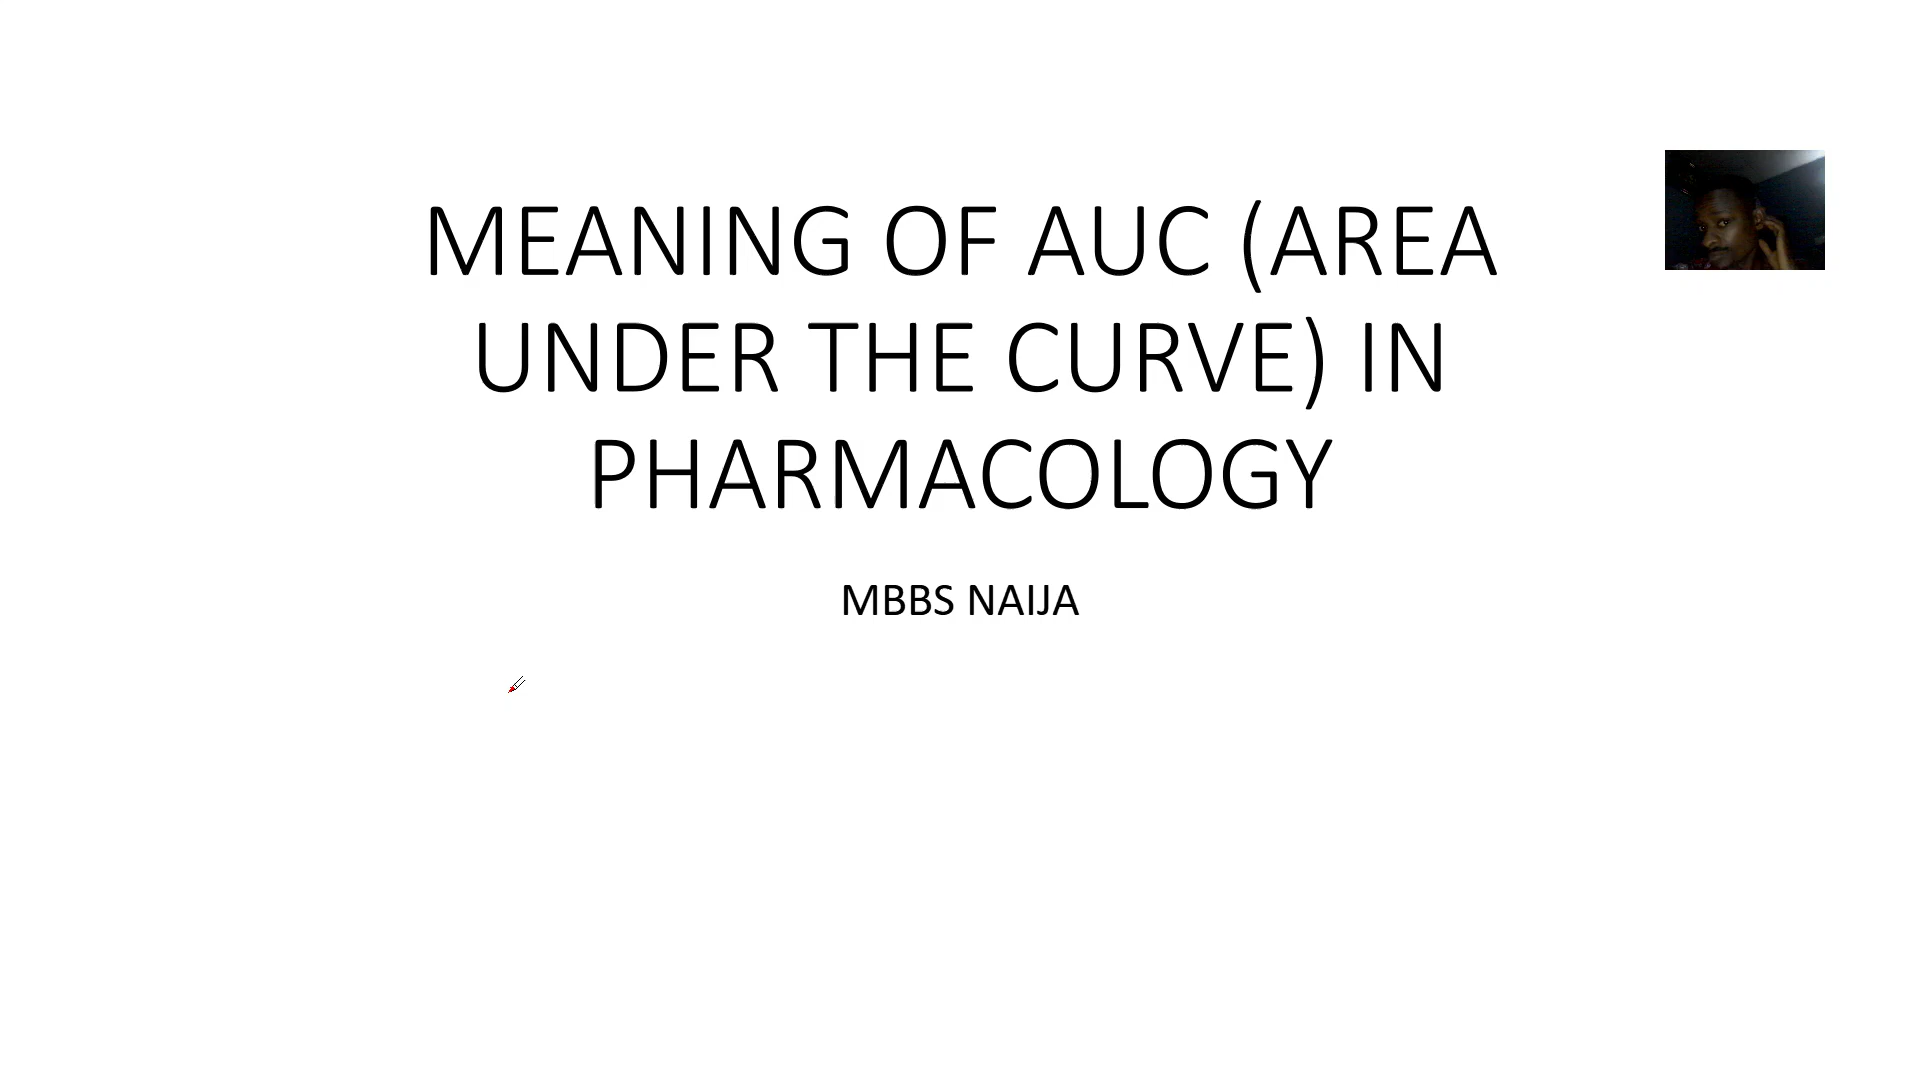 MEANING OF AUC (AREA
UNDER THE CURVE) IN
PHARMACOLOGY
MBBS NAIJA